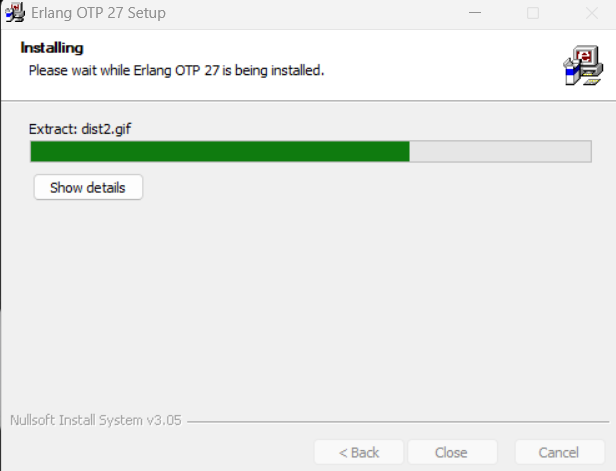 Erlang OTP 27 Setup
Installing
Please wait while Erlang OTP 27 is being installed.
Extract: dist2.gif
Show details
Nullsoft Install System v3.05
< Back
Close
Cancel